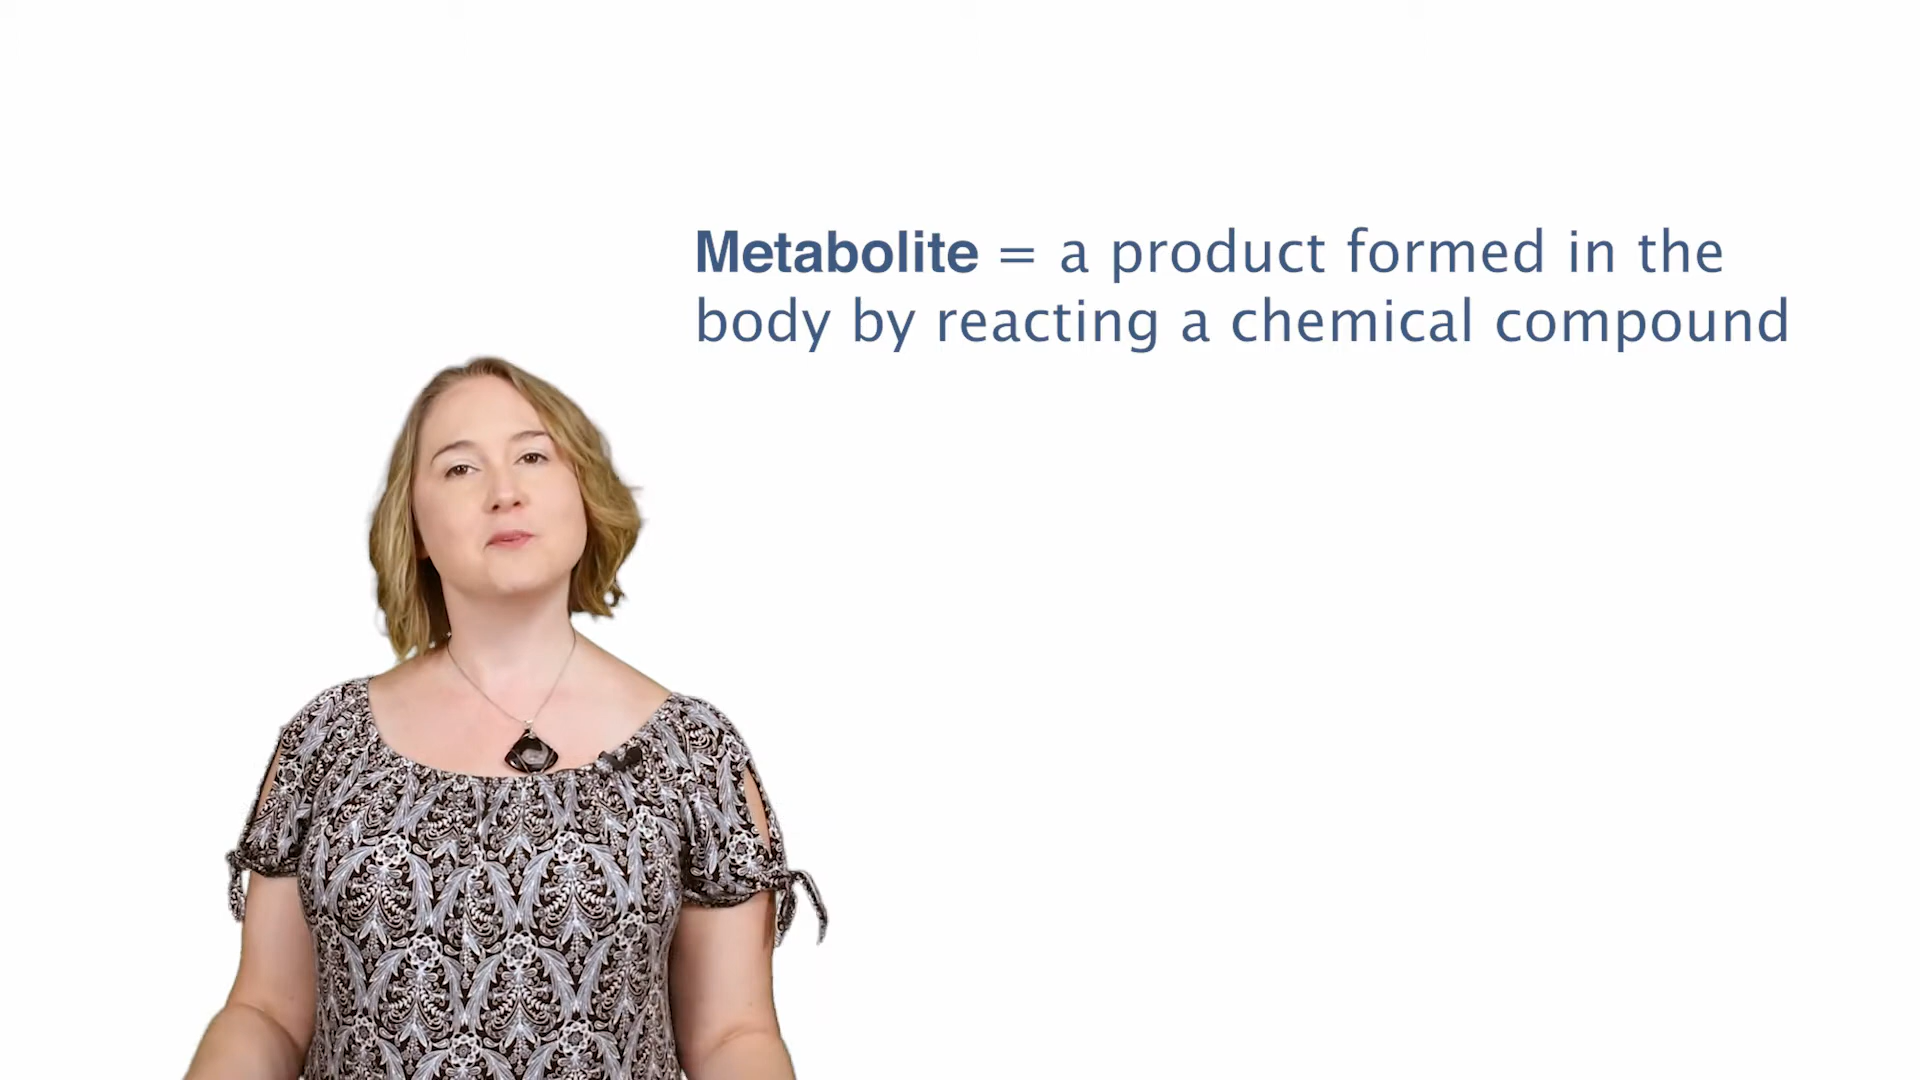 Metabolite = a product formed in the
body by reacting a chemical compound